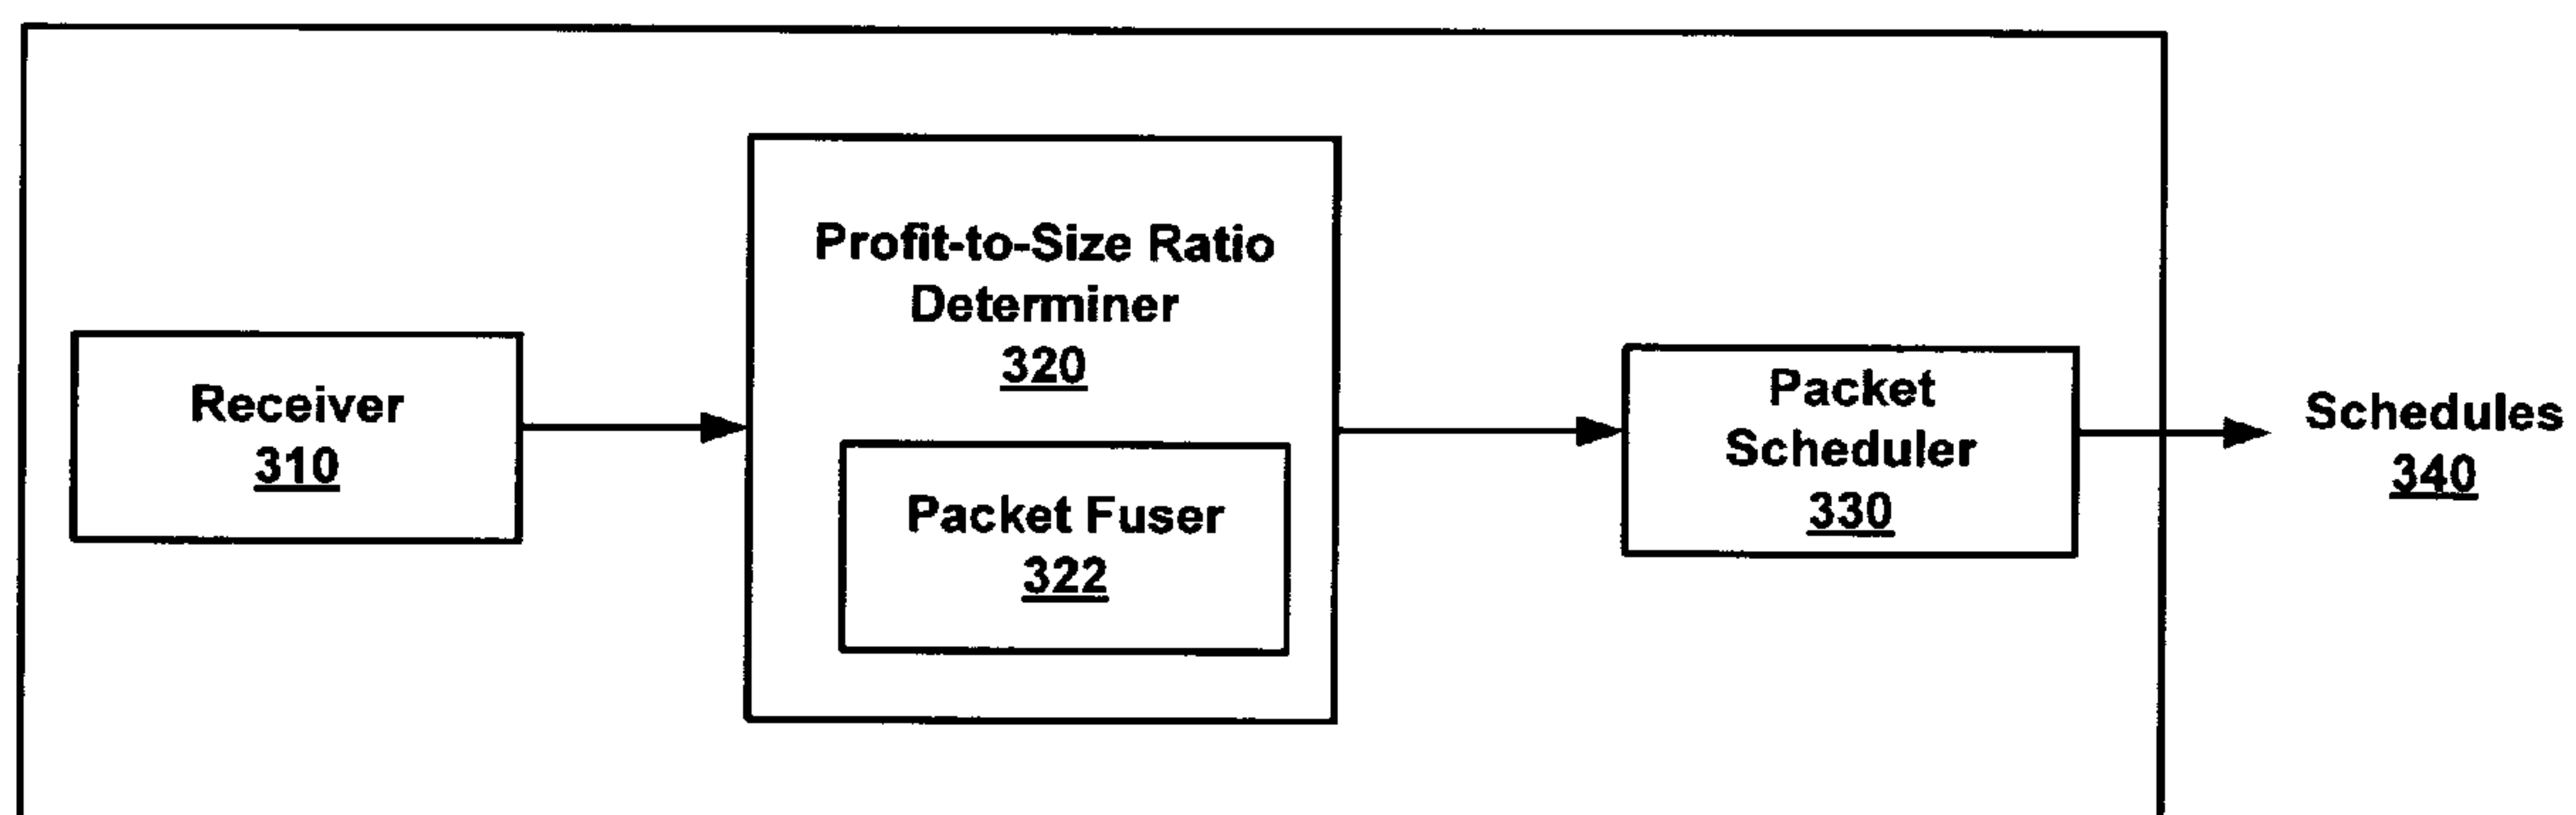 Receiver
310
Profit-to-Size Ratio
Determiner
320
Packet Fuser
322
Packet
Scheduler
330
Schedules
340